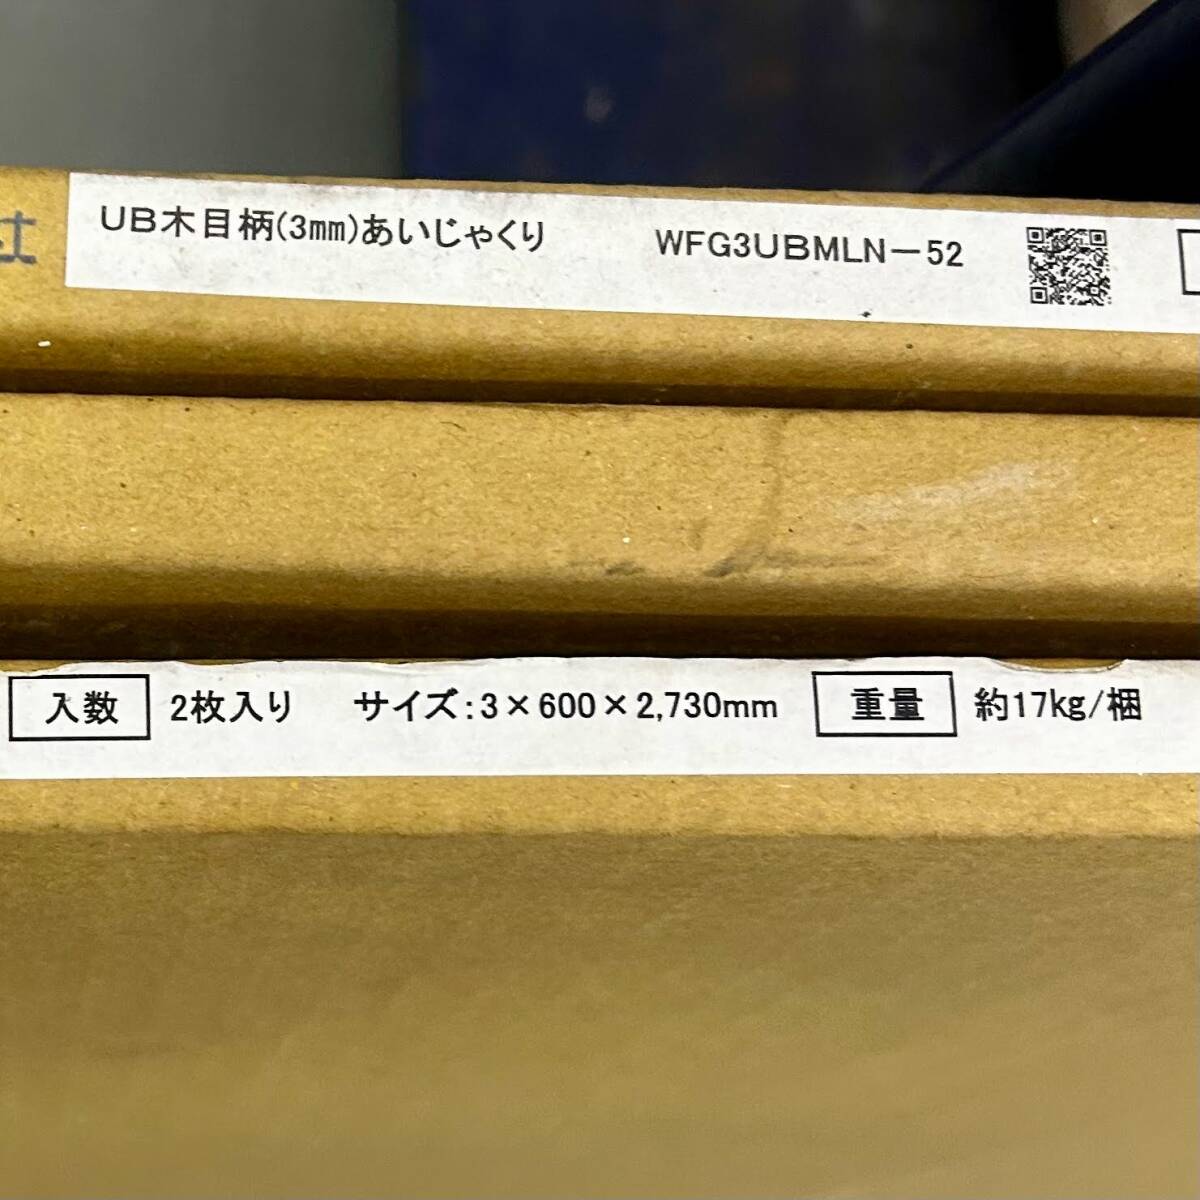 社
UB木目柄(3mm)あいじゃくり WFG3UBMLN-52
入数 2枚入り サイズ:3×600×2,730mm 重量 約17kg/梱